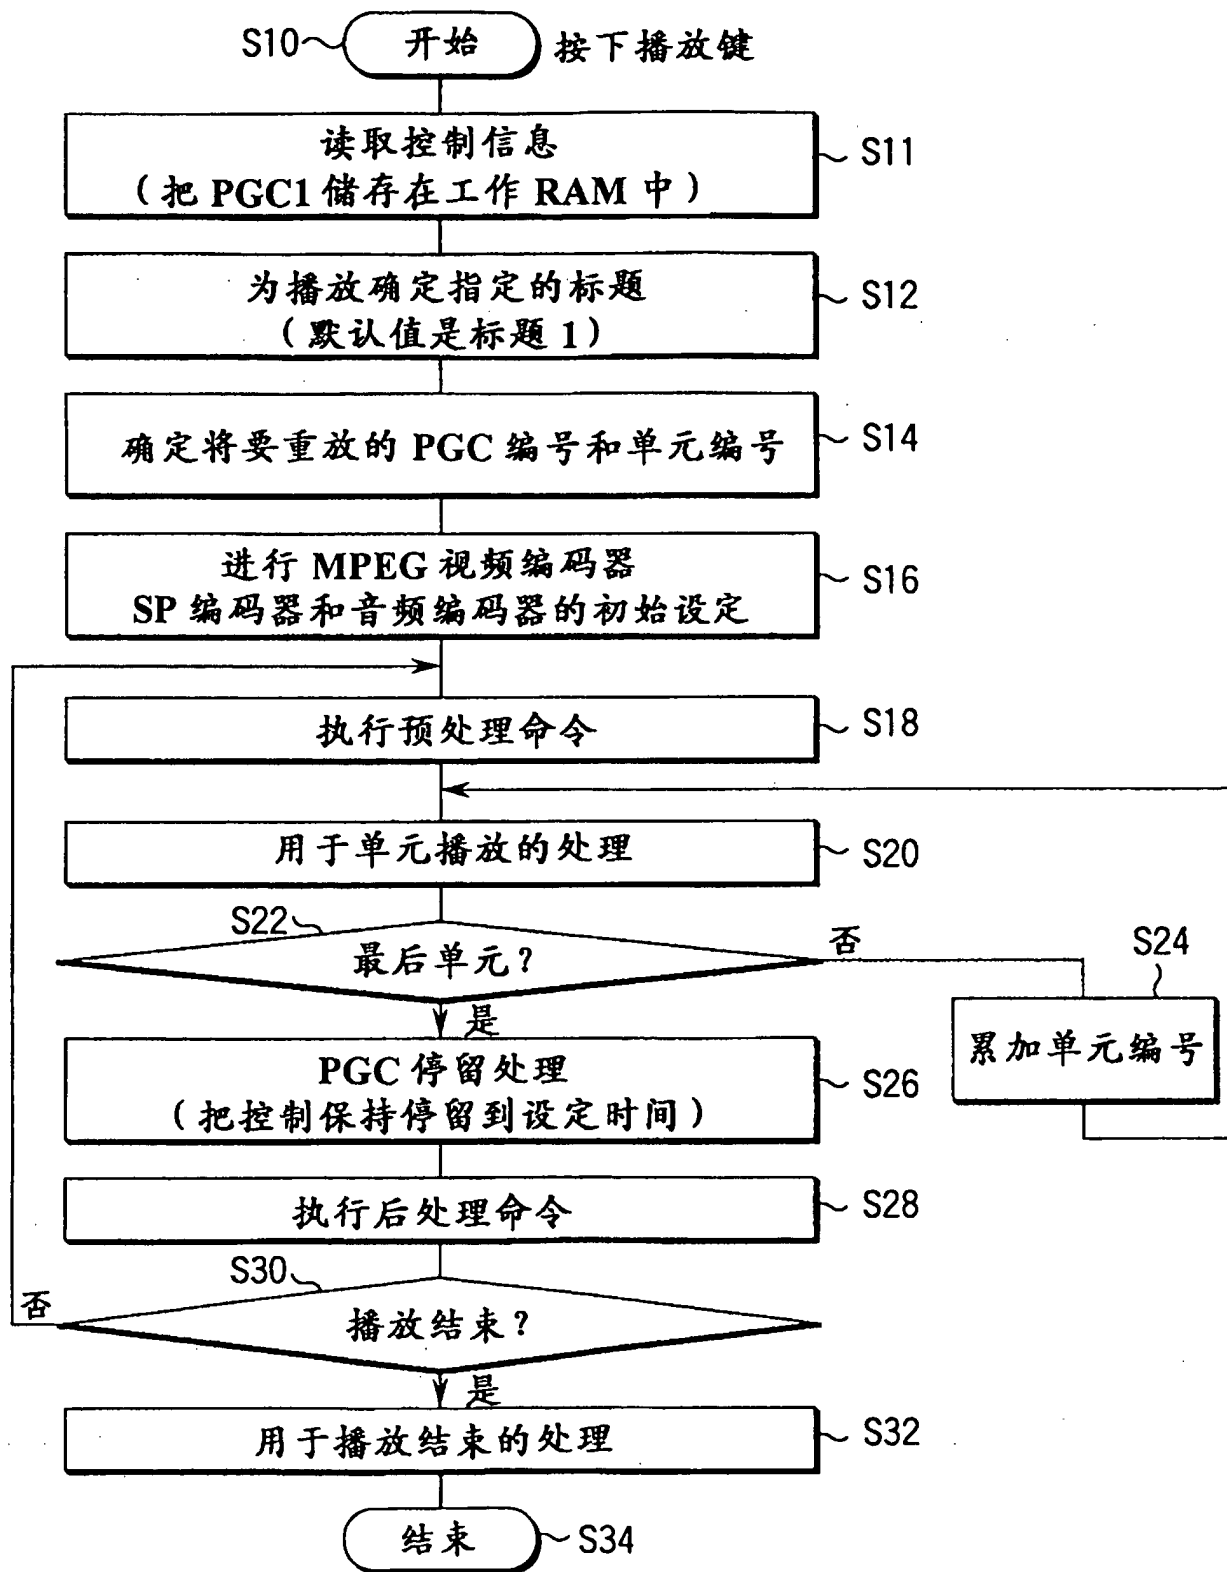 S10
开始
按下播放键
读取控制信息
（把 PGC1 储存在工作 RAM 中）
S11
为播放确定指定的标题
（默认值是标题 1）
S12
确定将要重放的 PGC 编号和单元编号
S14
进行 MPEG 视频编码器
SP 编码器和音频编码器的初始设定
S16
执行预处理命令
S18
用于单元播放的处理
S20
S22
最后单元？
否
S24
累加单元编号
是
PGC 停留处理
（把控制保持停留到设定时间）
S26
执行后处理命令
S28
S30
播放结束？
否
是
用于播放结束的处理
S32
结束
S34